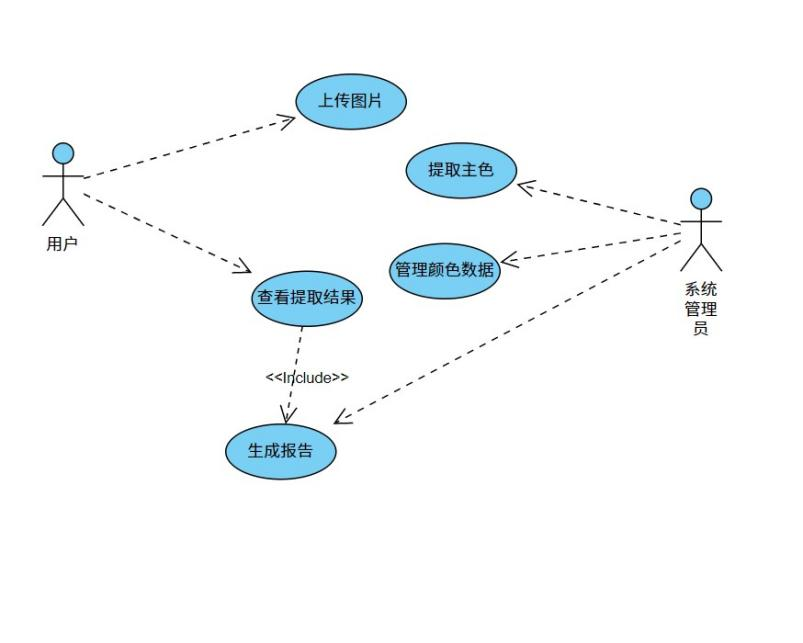 上传图片
提取主色
用户
管理颜色数据
系统
管理
员
查看提取结果
<<Include>>
生成报告